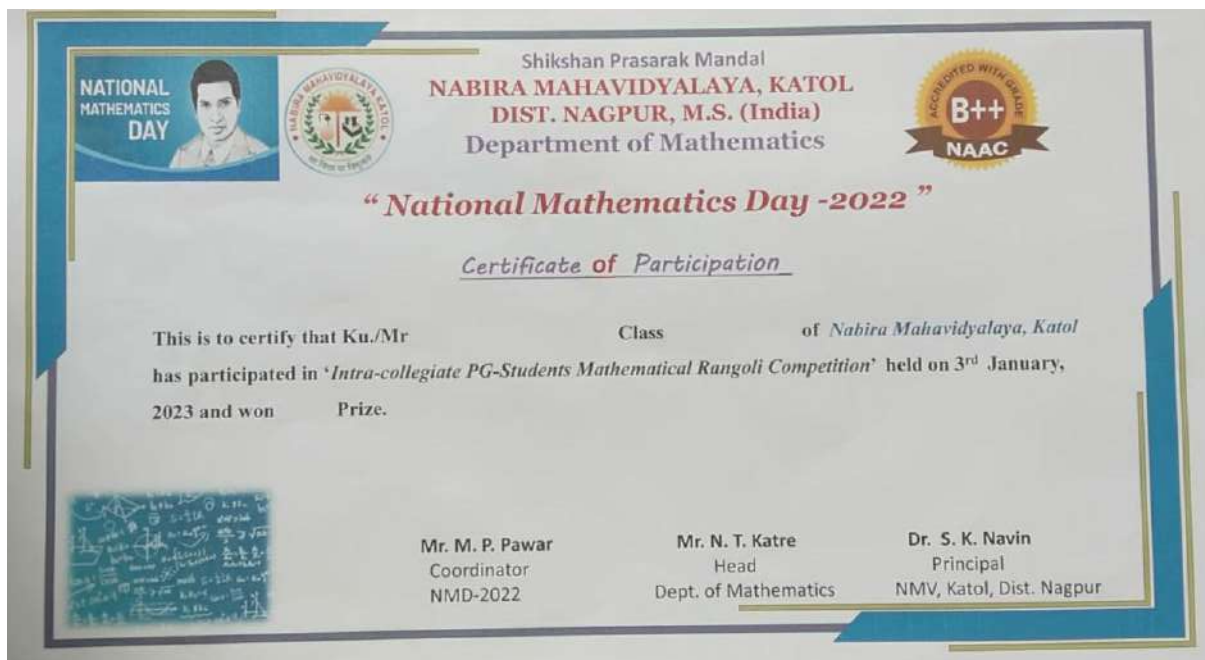 Shikshan Prasarak Mandal
NABIRA MAHAVIDYALAYA, KATOL
DIST. NAGPUR, M.S. (India)
Department of Mathematics
NATIONAL
MATHEMATICS
DAY
NABIRA MAHAVIDYALAYA KATOL
ACCREDITED WITH GRADE
B++
NAAC
“ National Mathematics Day -2022 ”
Certificate of Participation
This is to certify that Ku./Mr Class of Nabira Mahavidyalaya, Katol
has participated in ‘Intra-collegiate PG-Students Mathematical Rangoli Competition’ held on 3rd January,
2023 and won Prize.
Mr. M. P. Pawar
Coordinator
NMD-2022
Mr. N. T. Katre
Head
Dept. of Mathematics
Dr. S. K. Navin
Principal
NMV, Katol, Dist. Nagpur